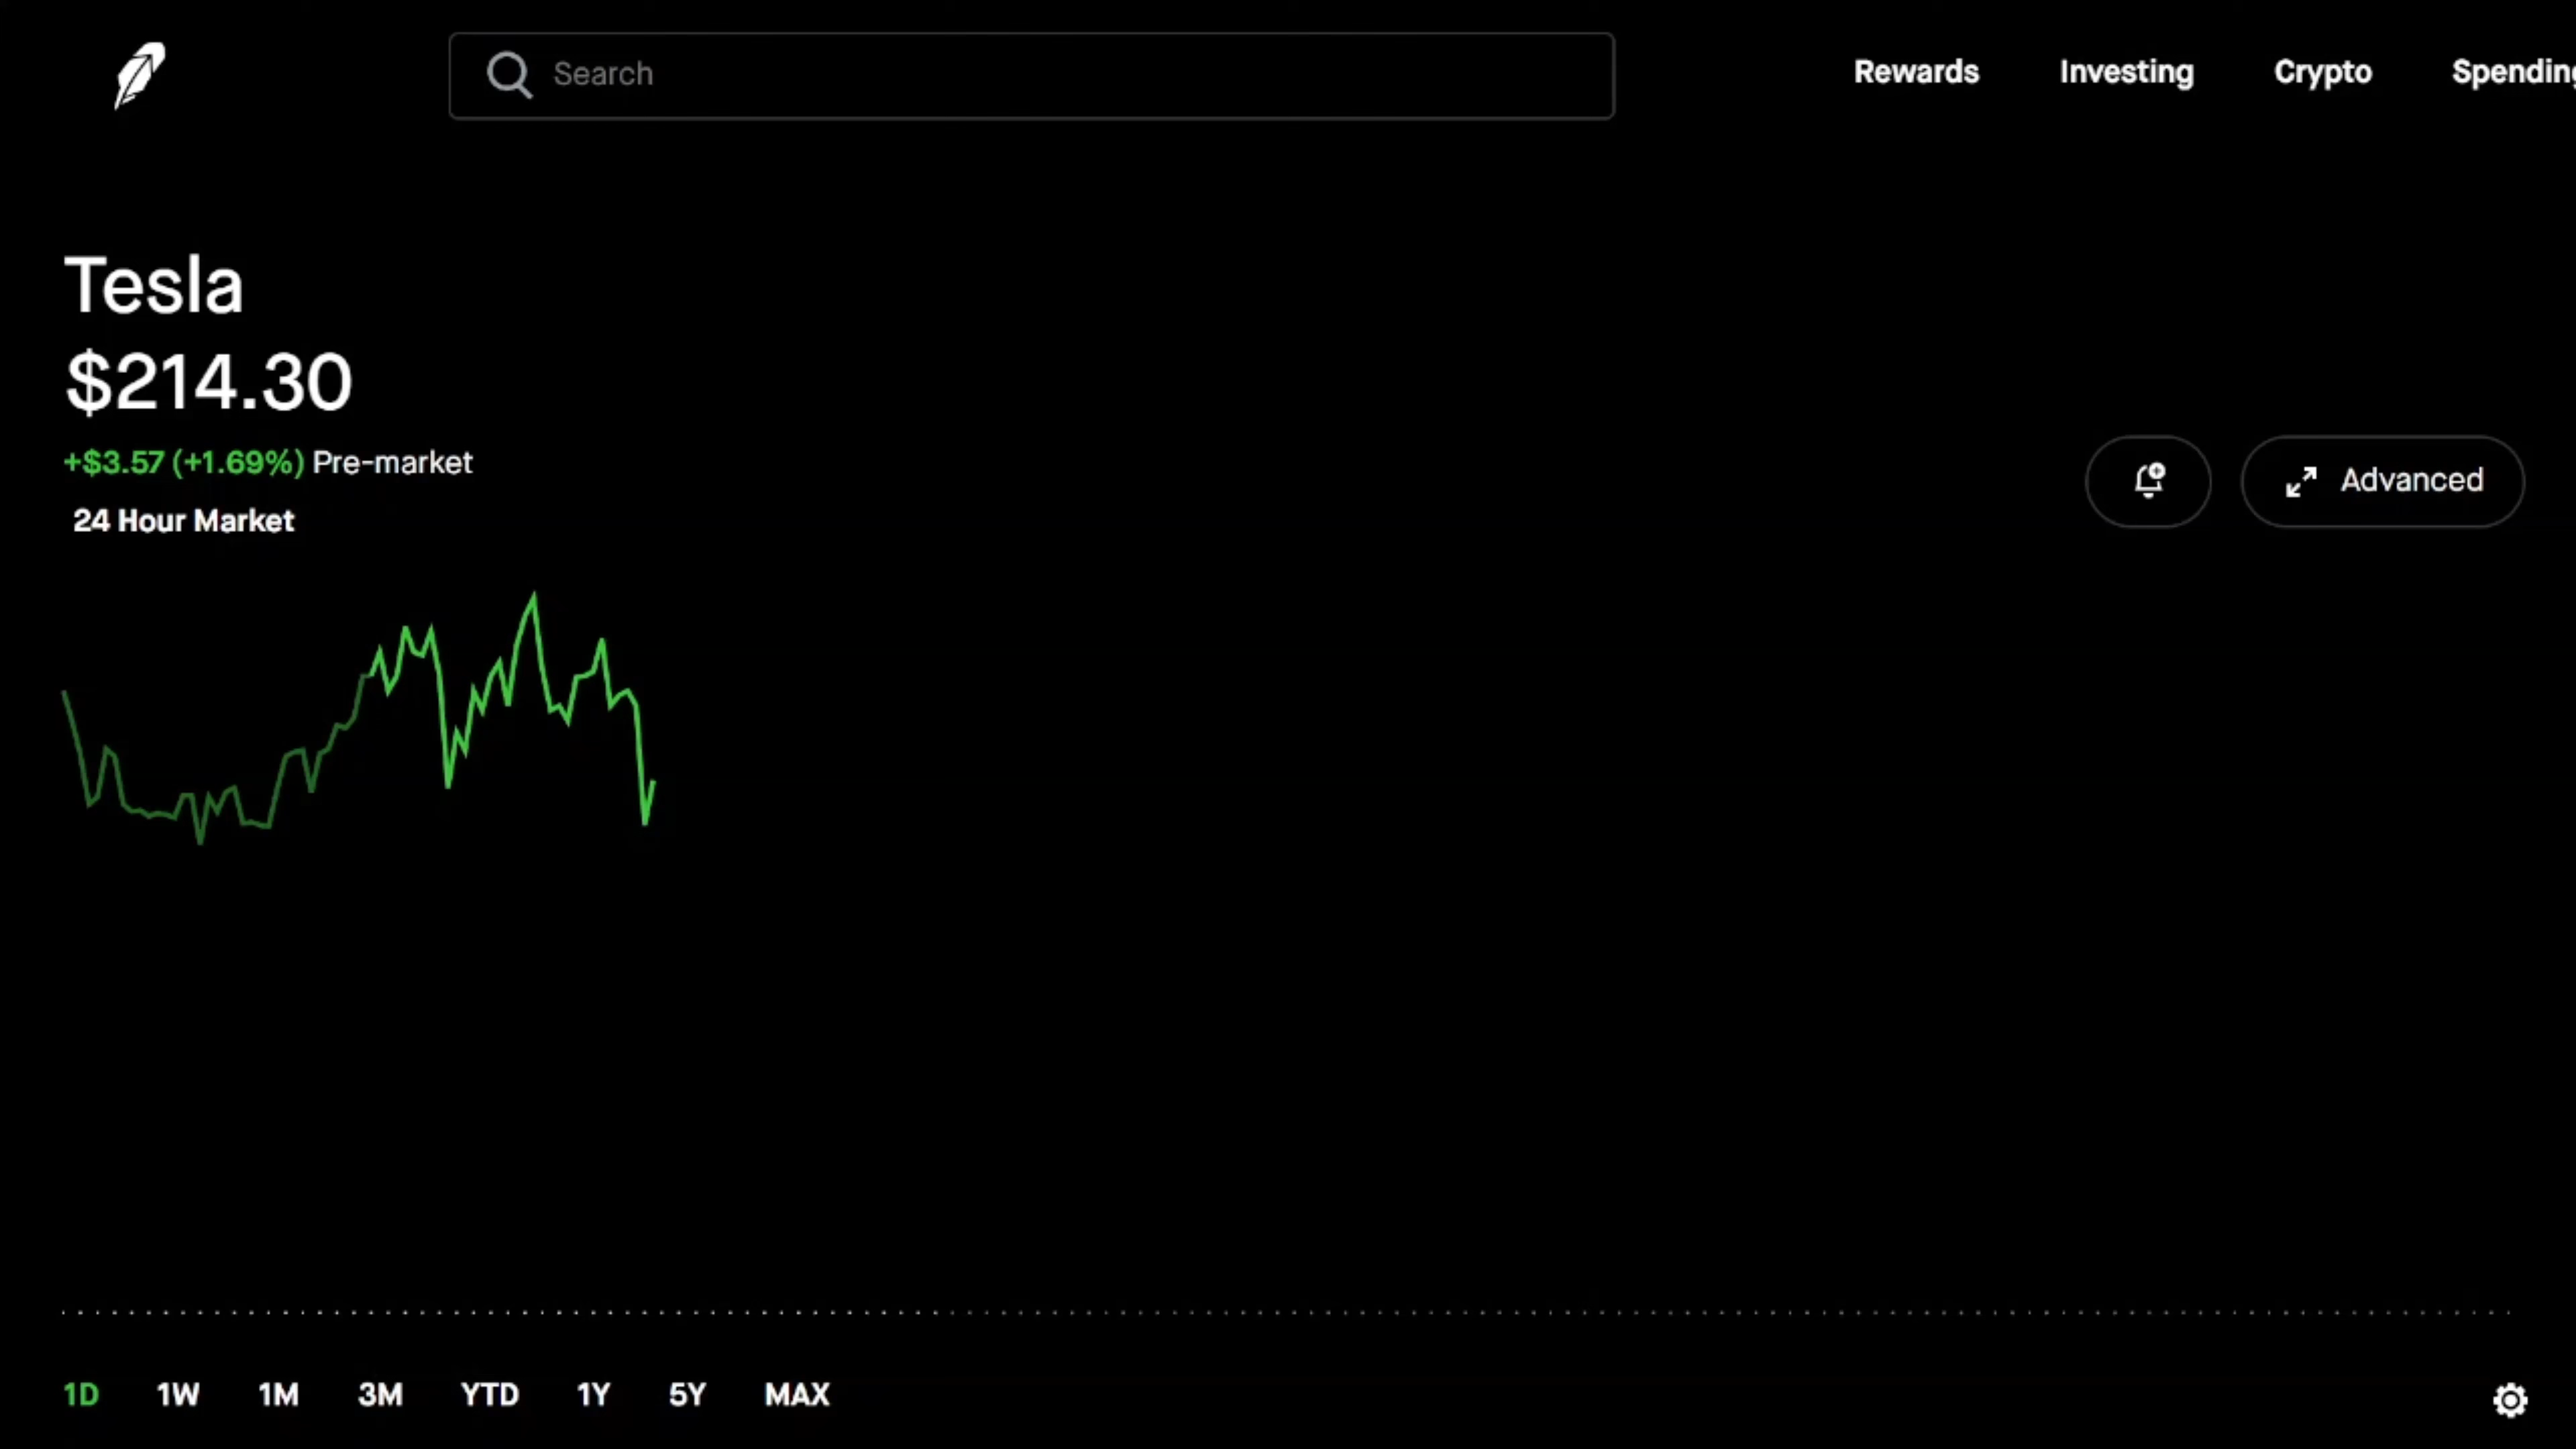 Search
Rewards Investing Crypto Spending
Tesla
$214.30
+$3.57 (+1.69%) Pre-market
24 Hour Market
Advanced
1D 1W 1M 3M YTD 1Y 5Y MAX